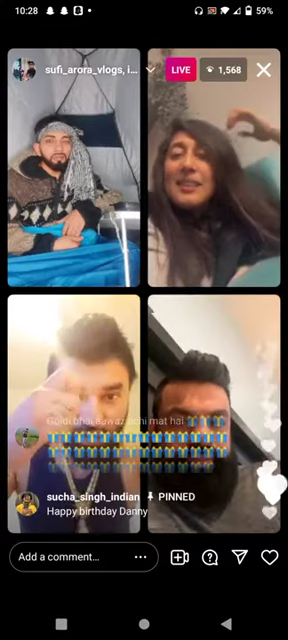 10:28
59%
sufi_arora_vlogs, i...
LIVE
1,568
Goldi bhai aawaz achi mat hai
sucha_singh_indian PINNED
Happy birthday Danny
Add a comment...